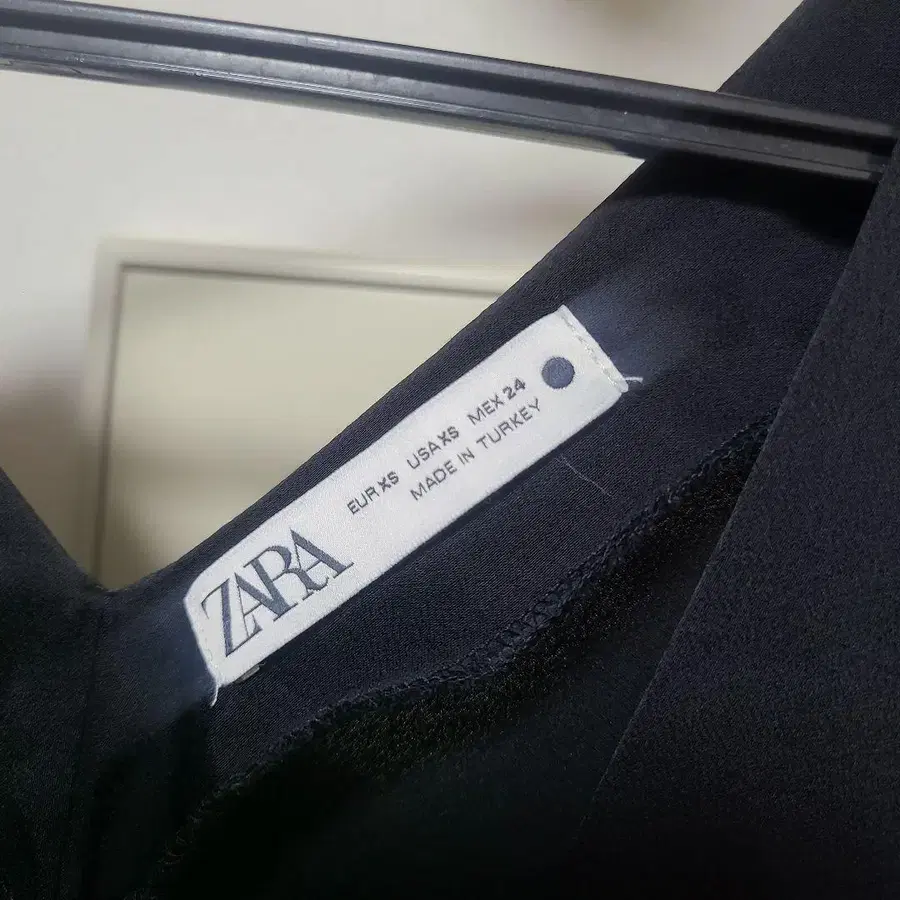 ZARA
EUR XS USA XS MEX 24
MADE IN TURKEY